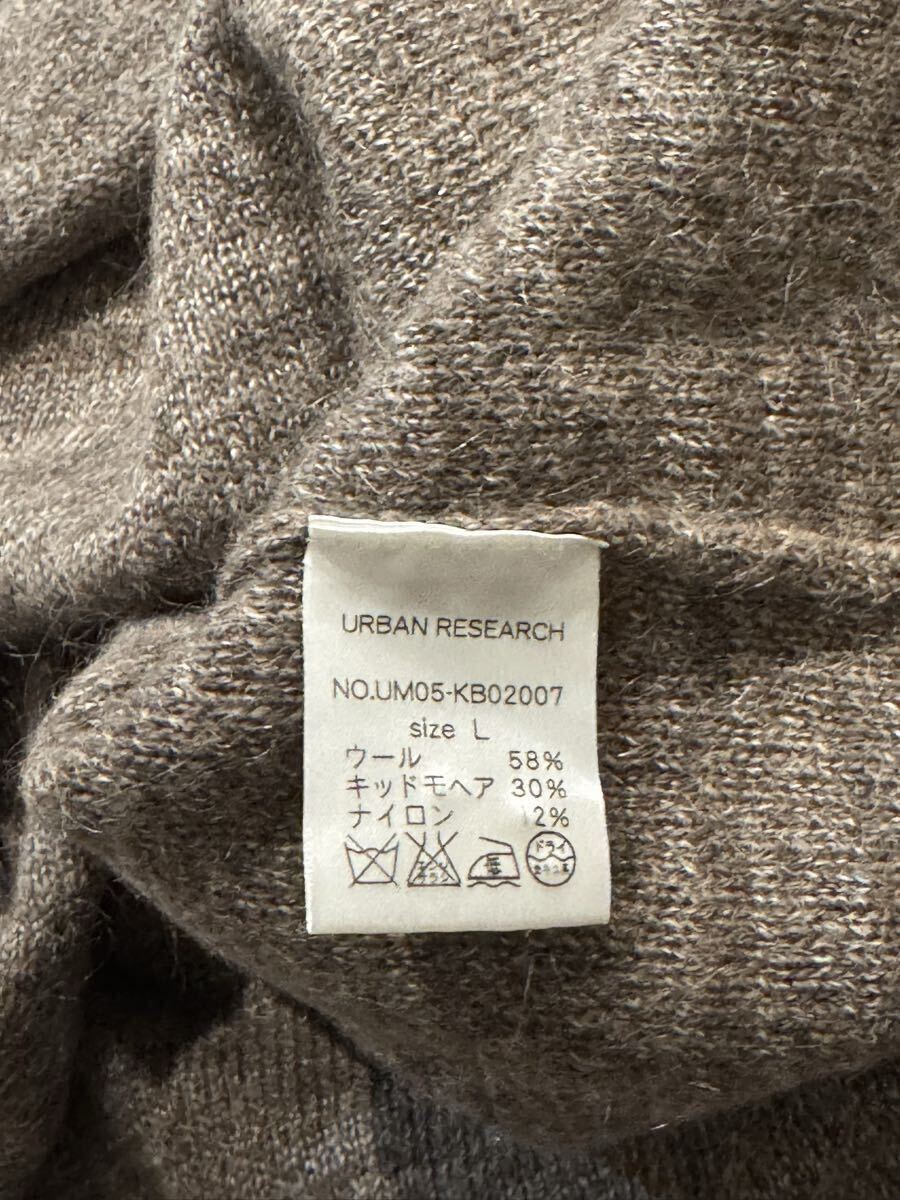 URBAN RESEARCH
NO.UM05-KB02007
size L
ウール 58%
キッドモヘア 30%
ナイロン 12%
ドライ